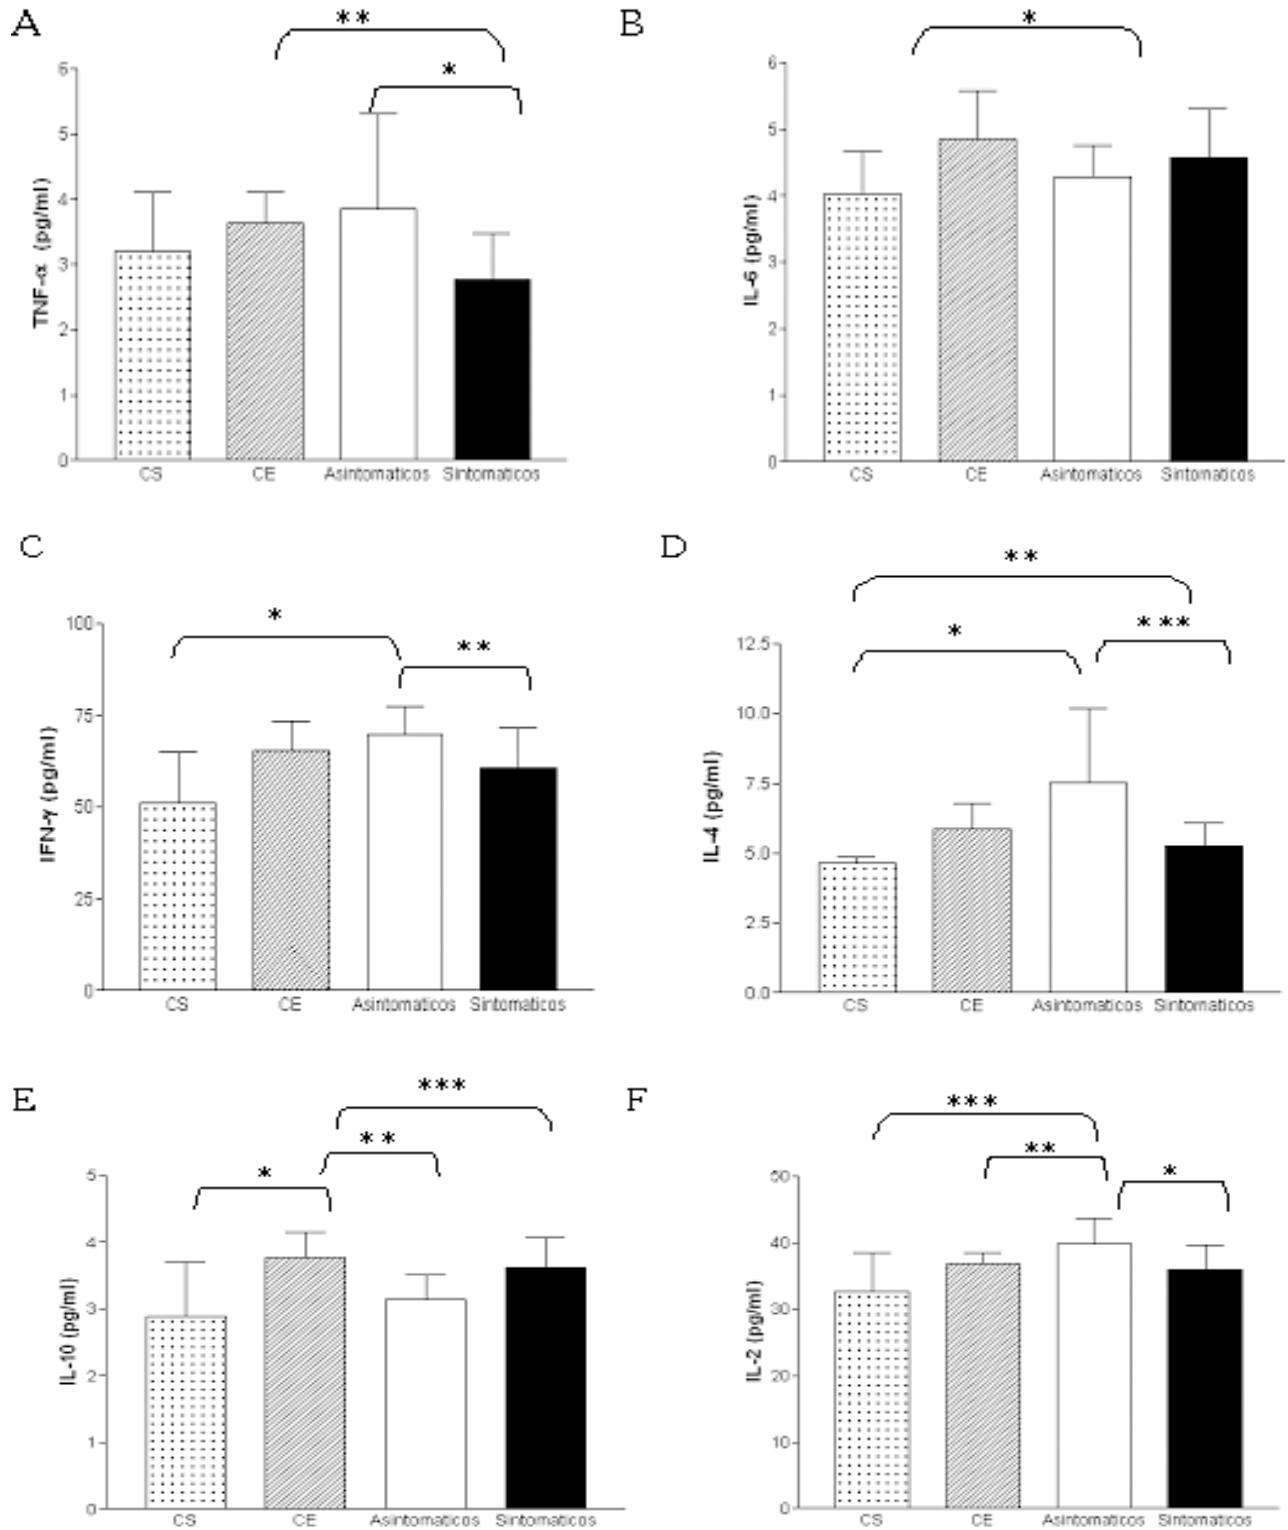 A
**
*
TNF-α (pg/ml)
6
5
4
3
2
1
0
CS CE Asintomaticos Sintomaticos
B
*
IL-6 (pg/ml)
6
5
4
3
2
1
0
CS CE Asintomaticos Sintomaticos
C
*
**
IFN-γ (pg/ml)
100
75
50
25
0
CS CE Asintomaticos Sintomaticos
D
**
*
***
IL-4 (pg/ml)
12.5
10.0
7.5
5.0
2.5
0.0
CS CE Asintomaticos Sintomaticos
E
***
**
*
IL-10 (pg/ml)
5
4
3
2
1
0
CS CE Asintomaticos Sintomaticos
F
***
**
*
IL-2 (pg/ml)
50
40
30
20
10
0
CS CE Asintomaticos Sintomaticos